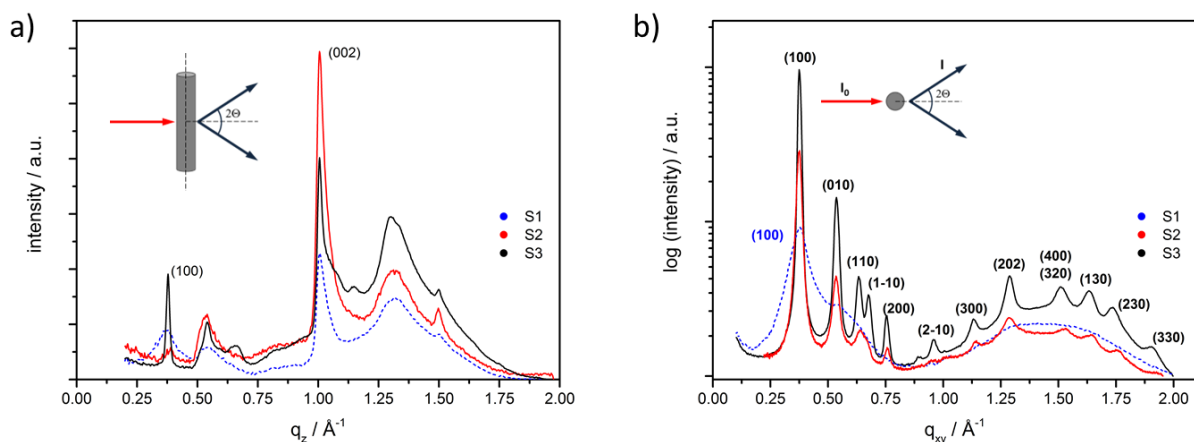 a)
b)
intensity / a.u.
(100)
(002)
2Θ
S1
S2
S3
0.00 0.25 0.50 0.75 1.00 1.25 1.50 1.75 2.00
q_z / Å⁻¹
log (intensity) / a.u.
(100)
(100)
(010)
(110)
(1-10)
(200)
(2-10)
(300)
(202)
(400)
(320)
(130)
(230)
(330)
I₀
I
2Θ
S1
S2
S3
0.00 0.25 0.50 0.75 1.00 1.25 1.50 1.75 2.00
q_xy / Å⁻¹